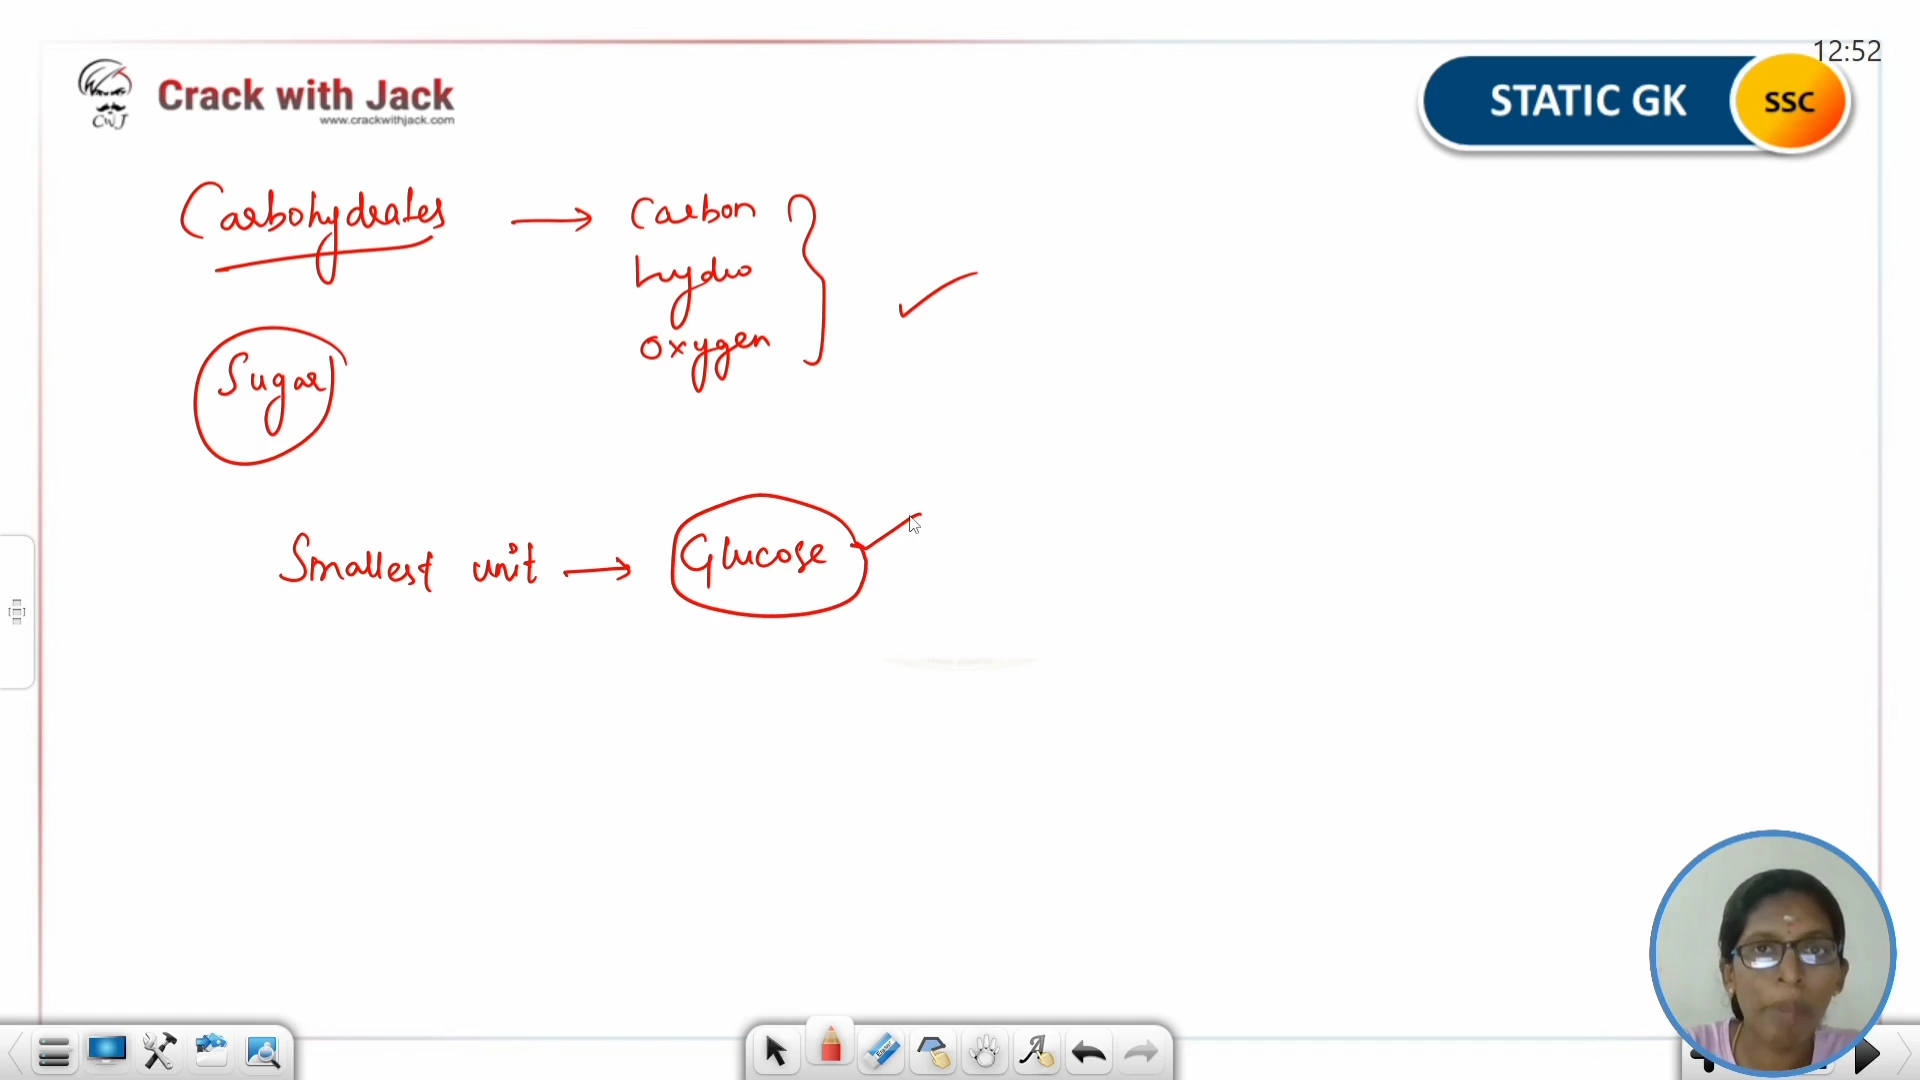 12:52
Crack with Jack
www.crackwithjack.com
CWJ
STATIC GK SSC
Carbohydrates → Carbon
hydro
oxygen
Sugar
Smallest unit → Glucose